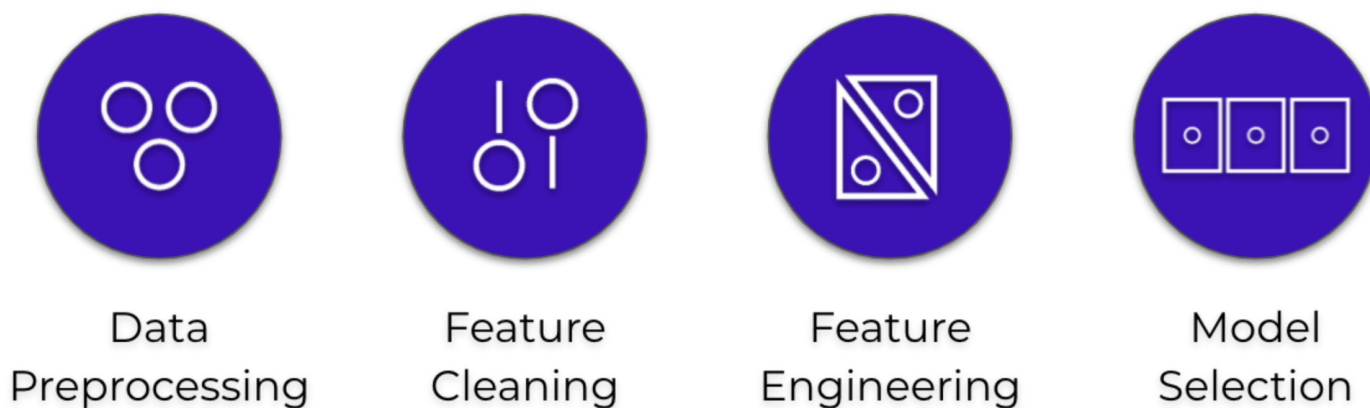 Data
Preprocessing
Feature
Cleaning
Feature
Engineering
Model
Selection